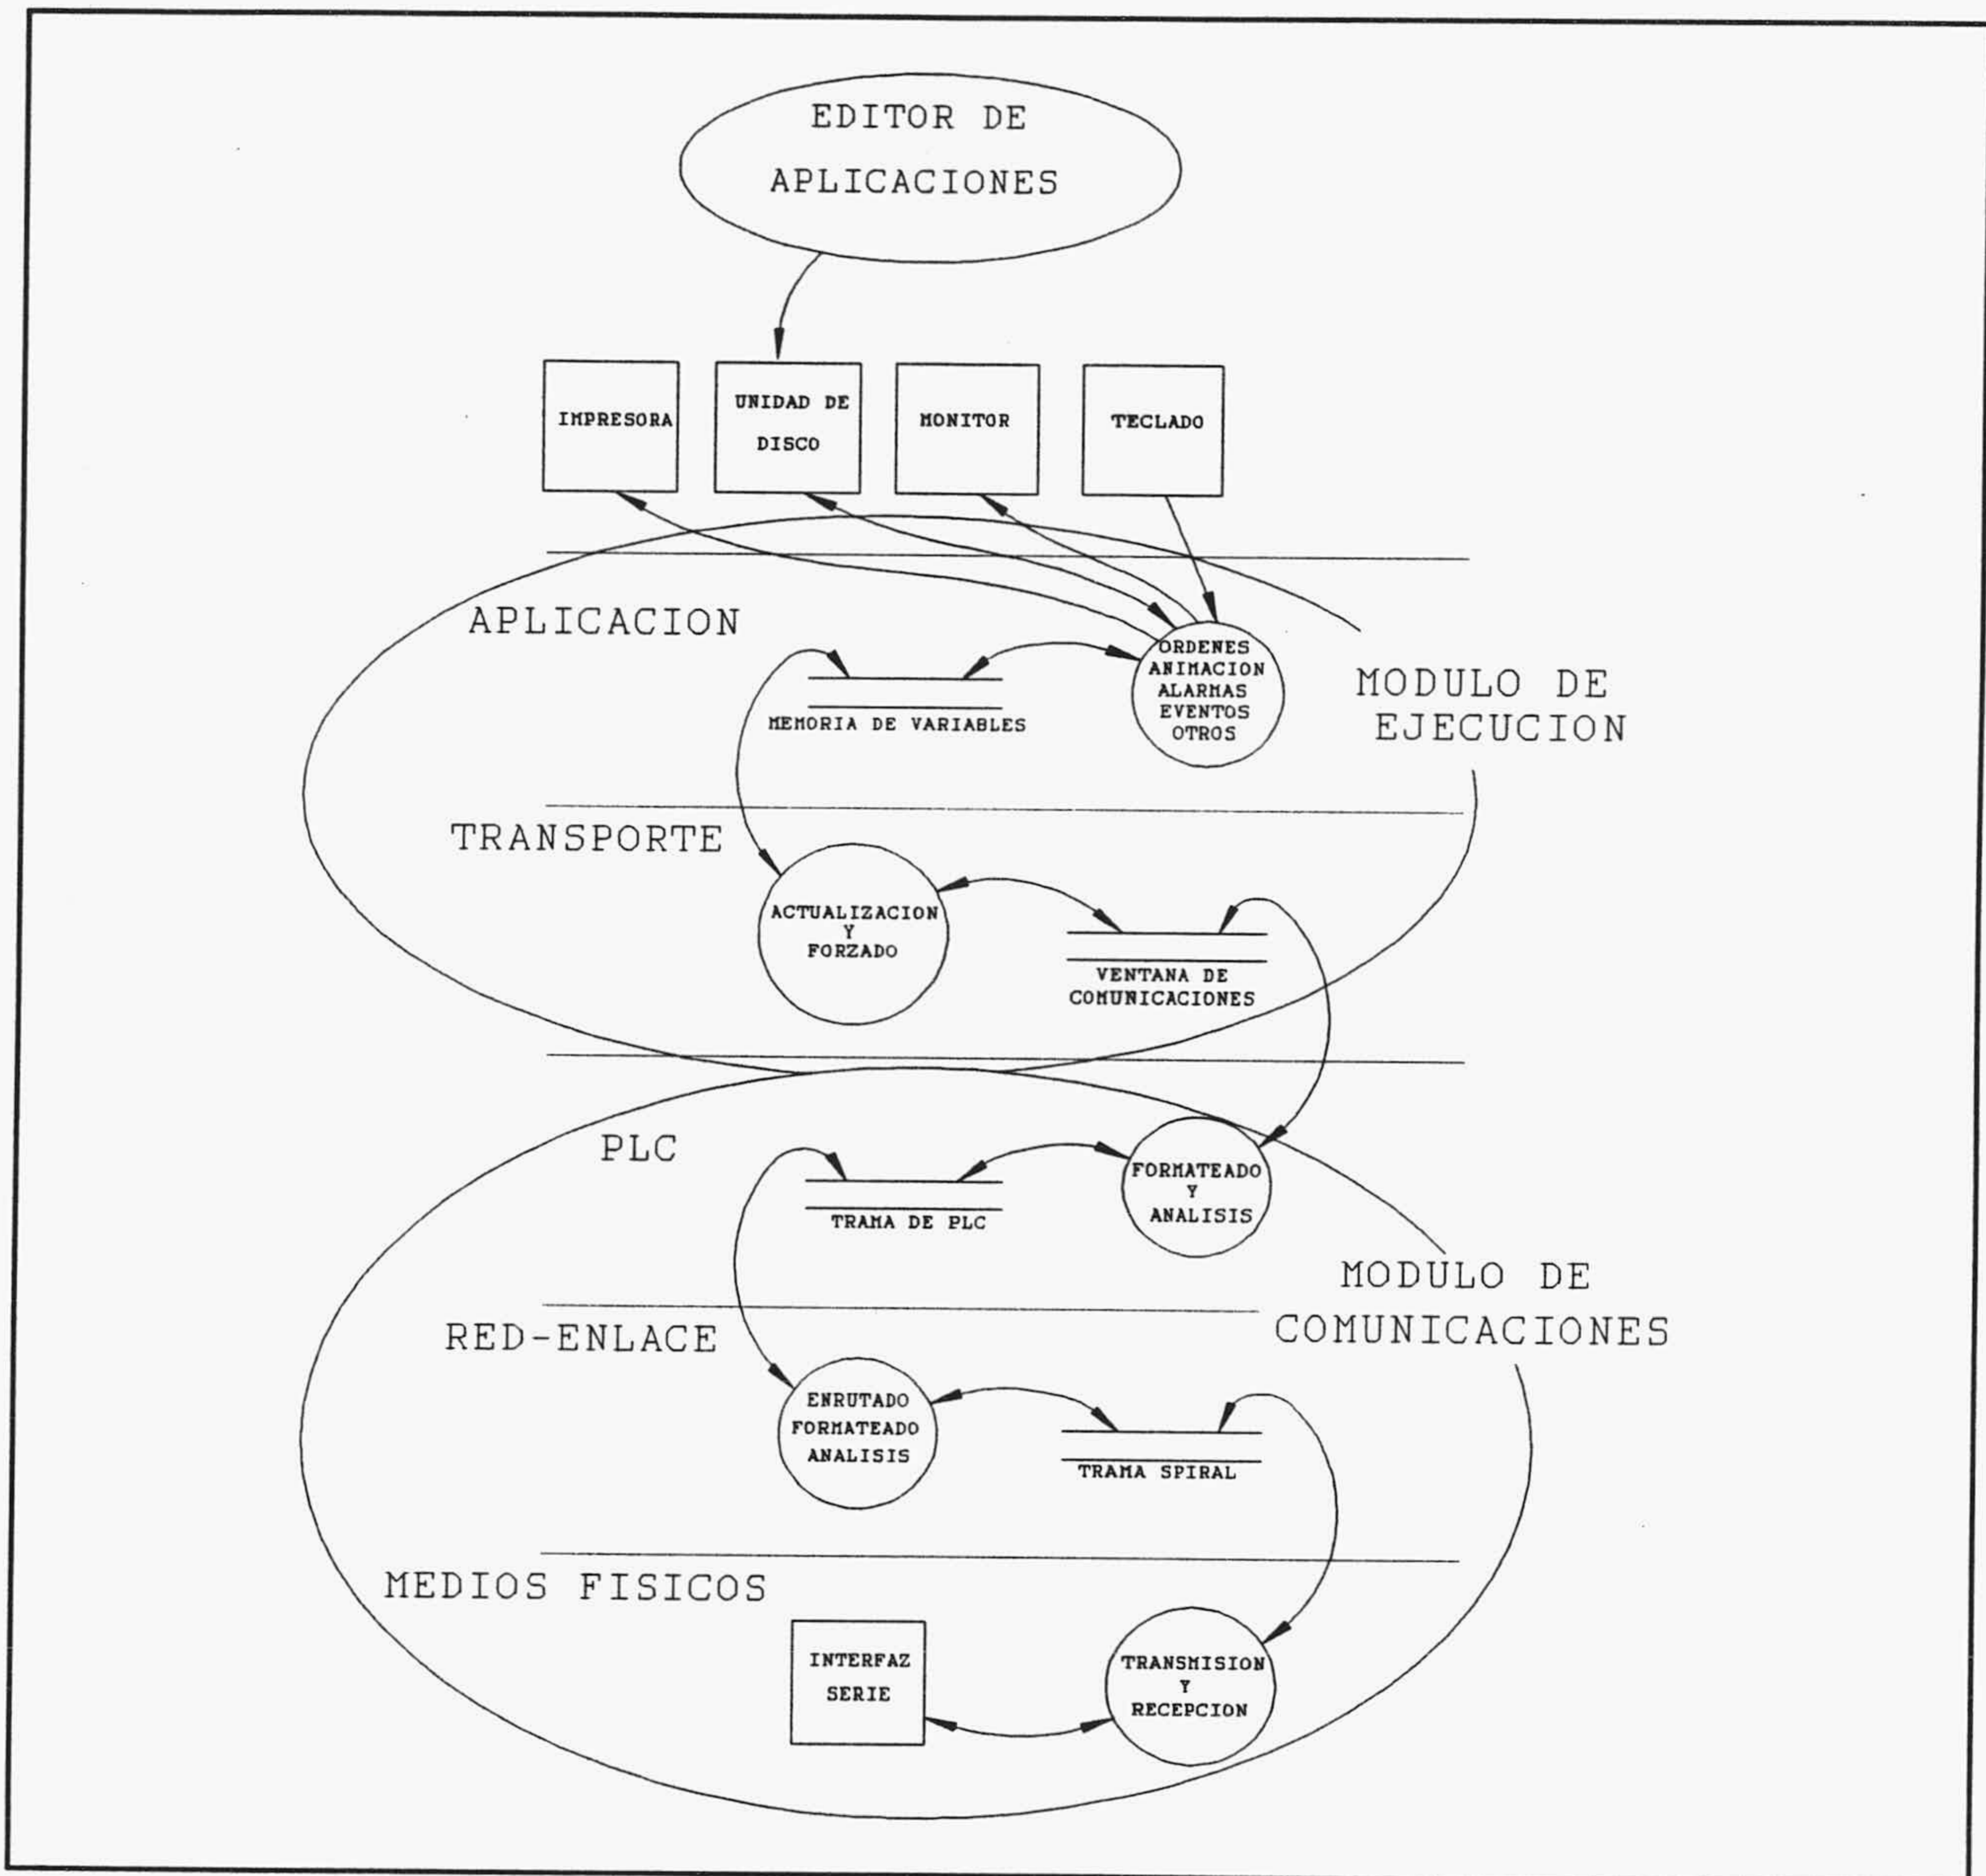 EDITOR DE
APLICACIONES
IMPRESORA
UNIDAD DE
DISCO
MONITOR
TECLADO
APLICACION
ORDENES
ANIMACION
ALARMAS
EVENTOS
OTROS
MEMORIA DE VARIABLES
MODULO DE
EJECUCION
TRANSPORTE
ACTUALIZACION
Y
FORZADO
VENTANA DE
COMUNICACIONES
PLC
TRAMA DE PLC
FORMATEADO
Y
ANALISIS
MODULO DE
COMUNICACIONES
RED-ENLACE
ENRUTADO
FORMATEADO
ANALISIS
TRAMA SPIRAL
MEDIOS FISICOS
INTERFAZ
SERIE
TRANSMISION
Y
RECEPCION